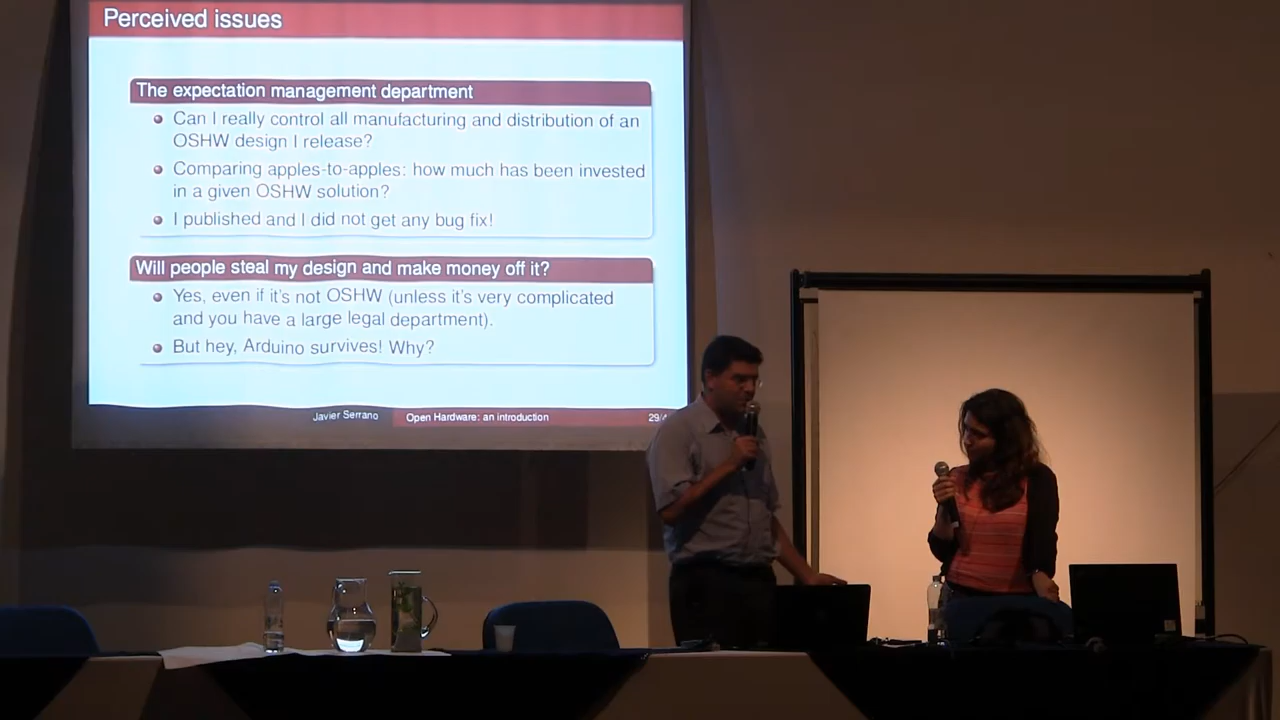 Perceived issues
The expectation management department
Can I really control all manufacturing and distribution of an
OSHW design I release?
Comparing apples-to-apples: how much has been invested
in a given OSHW solution?
I published and I did not get any bug fix!
Will people steal my design and make money off it?
Yes, even if it's not OSHW (unless it's very complicated
and you have a large legal department).
But hey, Arduino survives! Why?
Javier Serrano Open Hardware: an introduction 29/